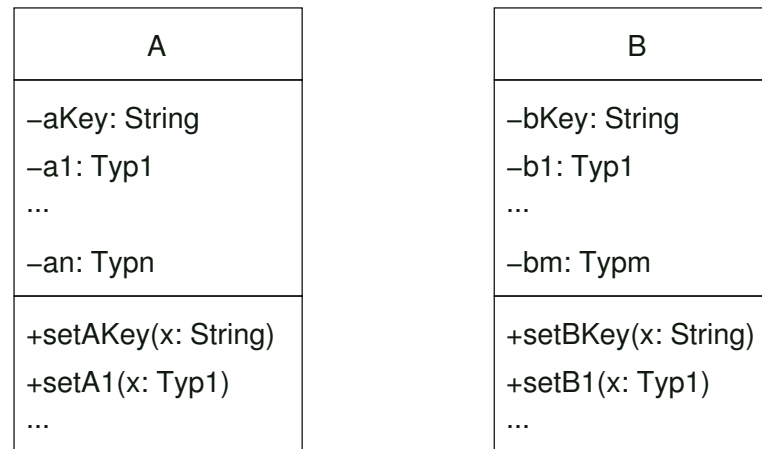 A
–aKey: String
–a1: Typ1
...
–an: Typn
+setAKey(x: String)
+setA1(x: Typ1)
...
B
–bKey: String
–b1: Typ1
...
–bm: Typm
+setBKey(x: String)
+setB1(x: Typ1)
...